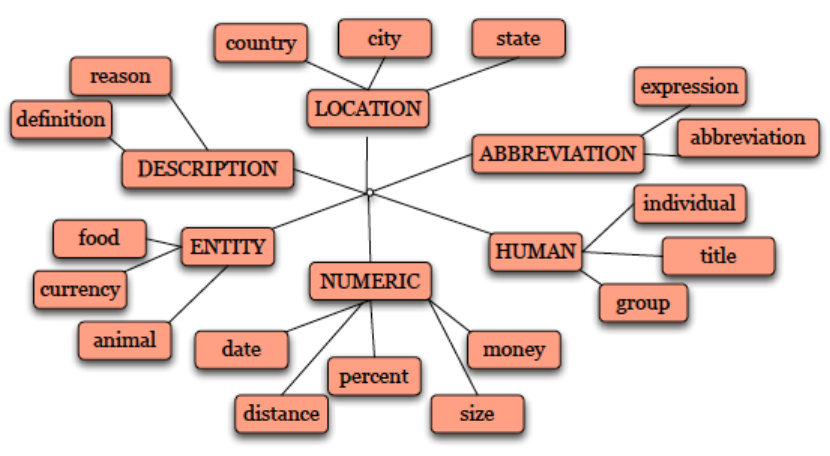 country
city
state
reason
definition
LOCATION
expression
abbreviation
DESCRIPTION
ABBREVIATION
individual
food
ENTITY
HUMAN
title
currency
NUMERIC
group
animal
date
money
percent
distance
size